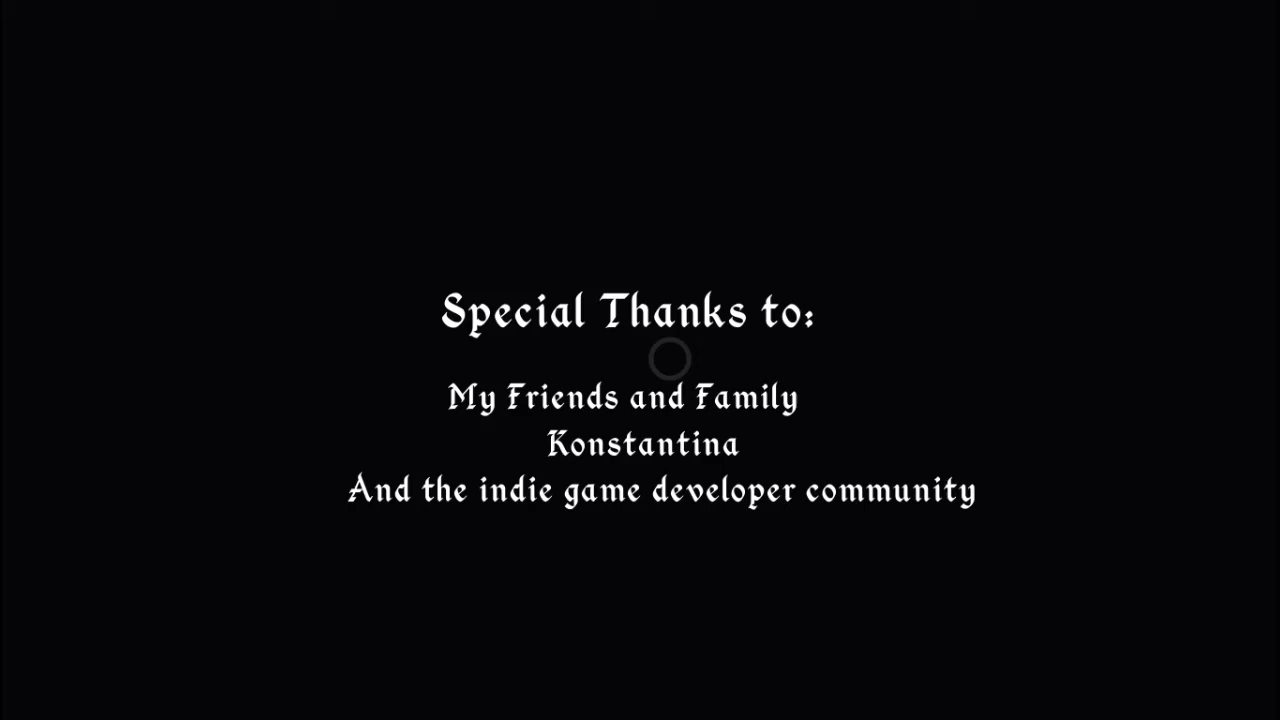 Special Thanks to:
My Friends and Family
Konstantina
And the indie game developer community